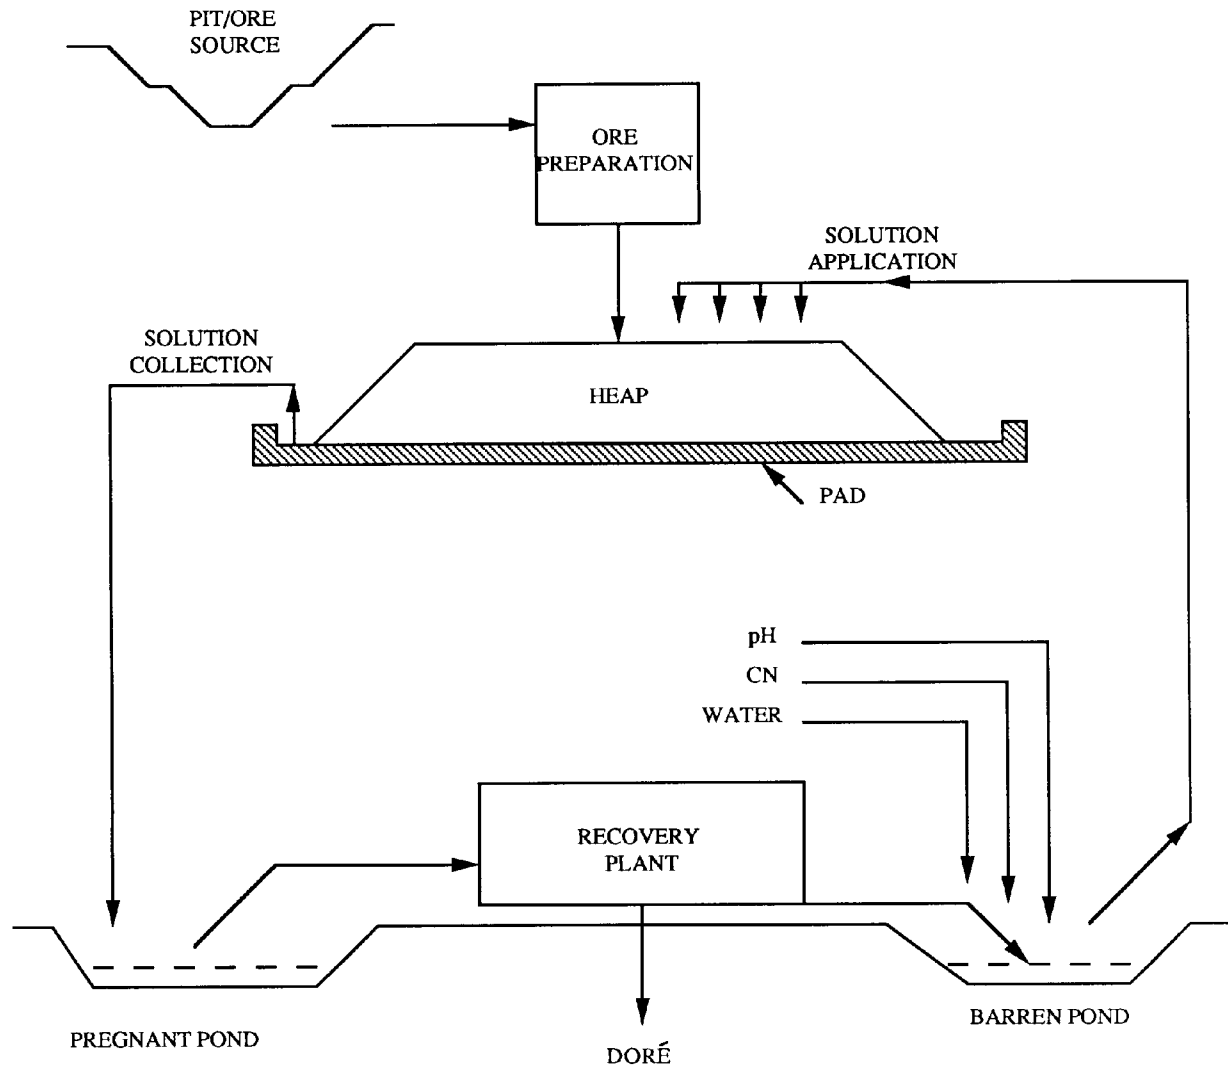 PIT/ORE
SOURCE
ORE
PREPARATION
SOLUTION
APPLICATION
SOLUTION
COLLECTION
HEAP
PAD
pH
CN
WATER
RECOVERY
PLANT
PREGNANT POND
BARREN POND
DORÉ